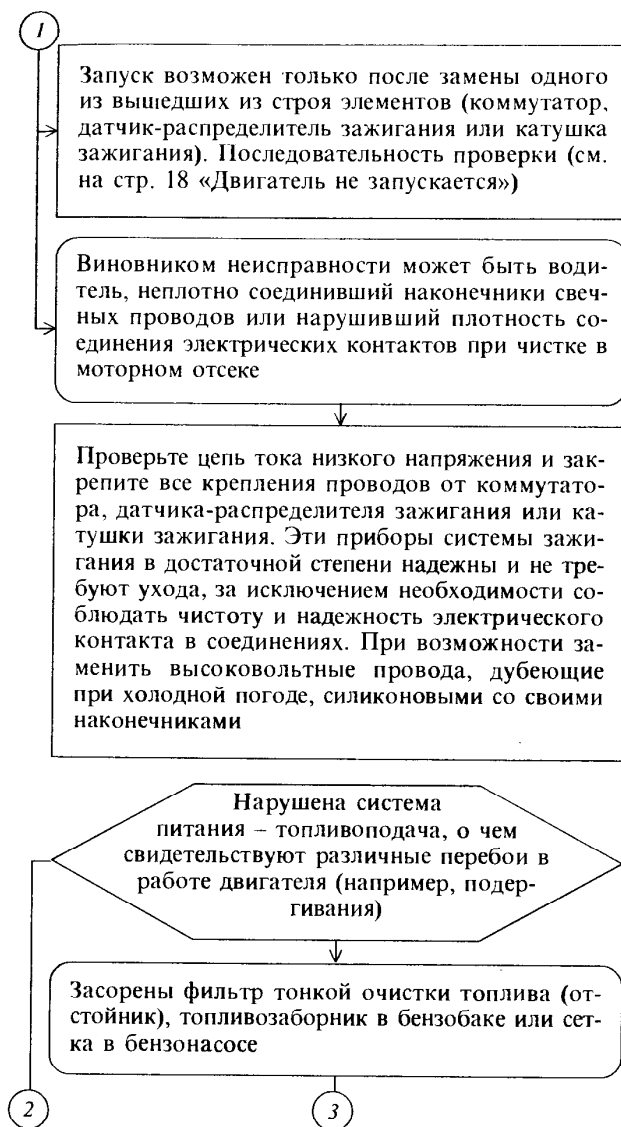 1
Запуск возможен только после замены одного
из вышедших из строя элементов (коммутатор,
датчик-распределитель зажигания или катушка
зажигания). Последовательность проверки (см.
на стр. 18 «Двигатель не запускается»)
Виновником неисправности может быть води-
тель, неплотно соединивший наконечники свеч-
ных проводов или нарушивший плотность со-
единения электрических контактов при чистке в
моторном отсеке
Проверьте цепь тока низкого напряжения и зак-
репите все крепления проводов от коммутато-
ра, датчика-распределителя зажигания или ка-
тушки зажигания. Эти приборы системы зажи-
гания в достаточной степени надежны и не тре-
буют ухода, за исключением необходимости со-
блюдать чистоту и надежность электрического
контакта в соединениях. При возможности за-
менить высоковольтные провода, дубеющие
при холодной погоде, силиконовыми со своими
наконечниками
Нарушена система
питания – топливоподача, о чем
свидетельствуют различные перебои в
работе двигателя (например, подер-
гивания)
Засорены фильтр тонкой очистки топлива (от-
стойник), топливозаборник в бензобаке или сет-
ка в бензонасосе
2
3